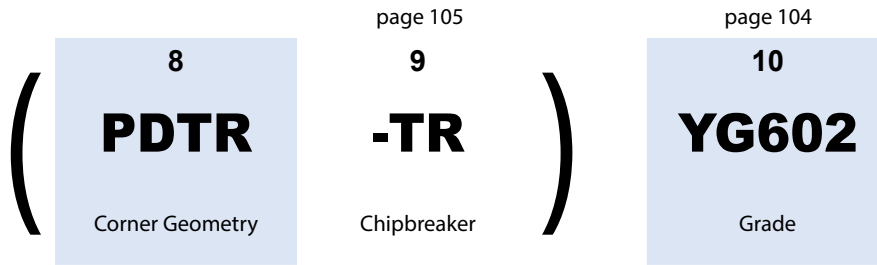 page 105 page 104
8 9 10
( PDTR -TR ) YG602
Corner Geometry Chipbreaker Grade